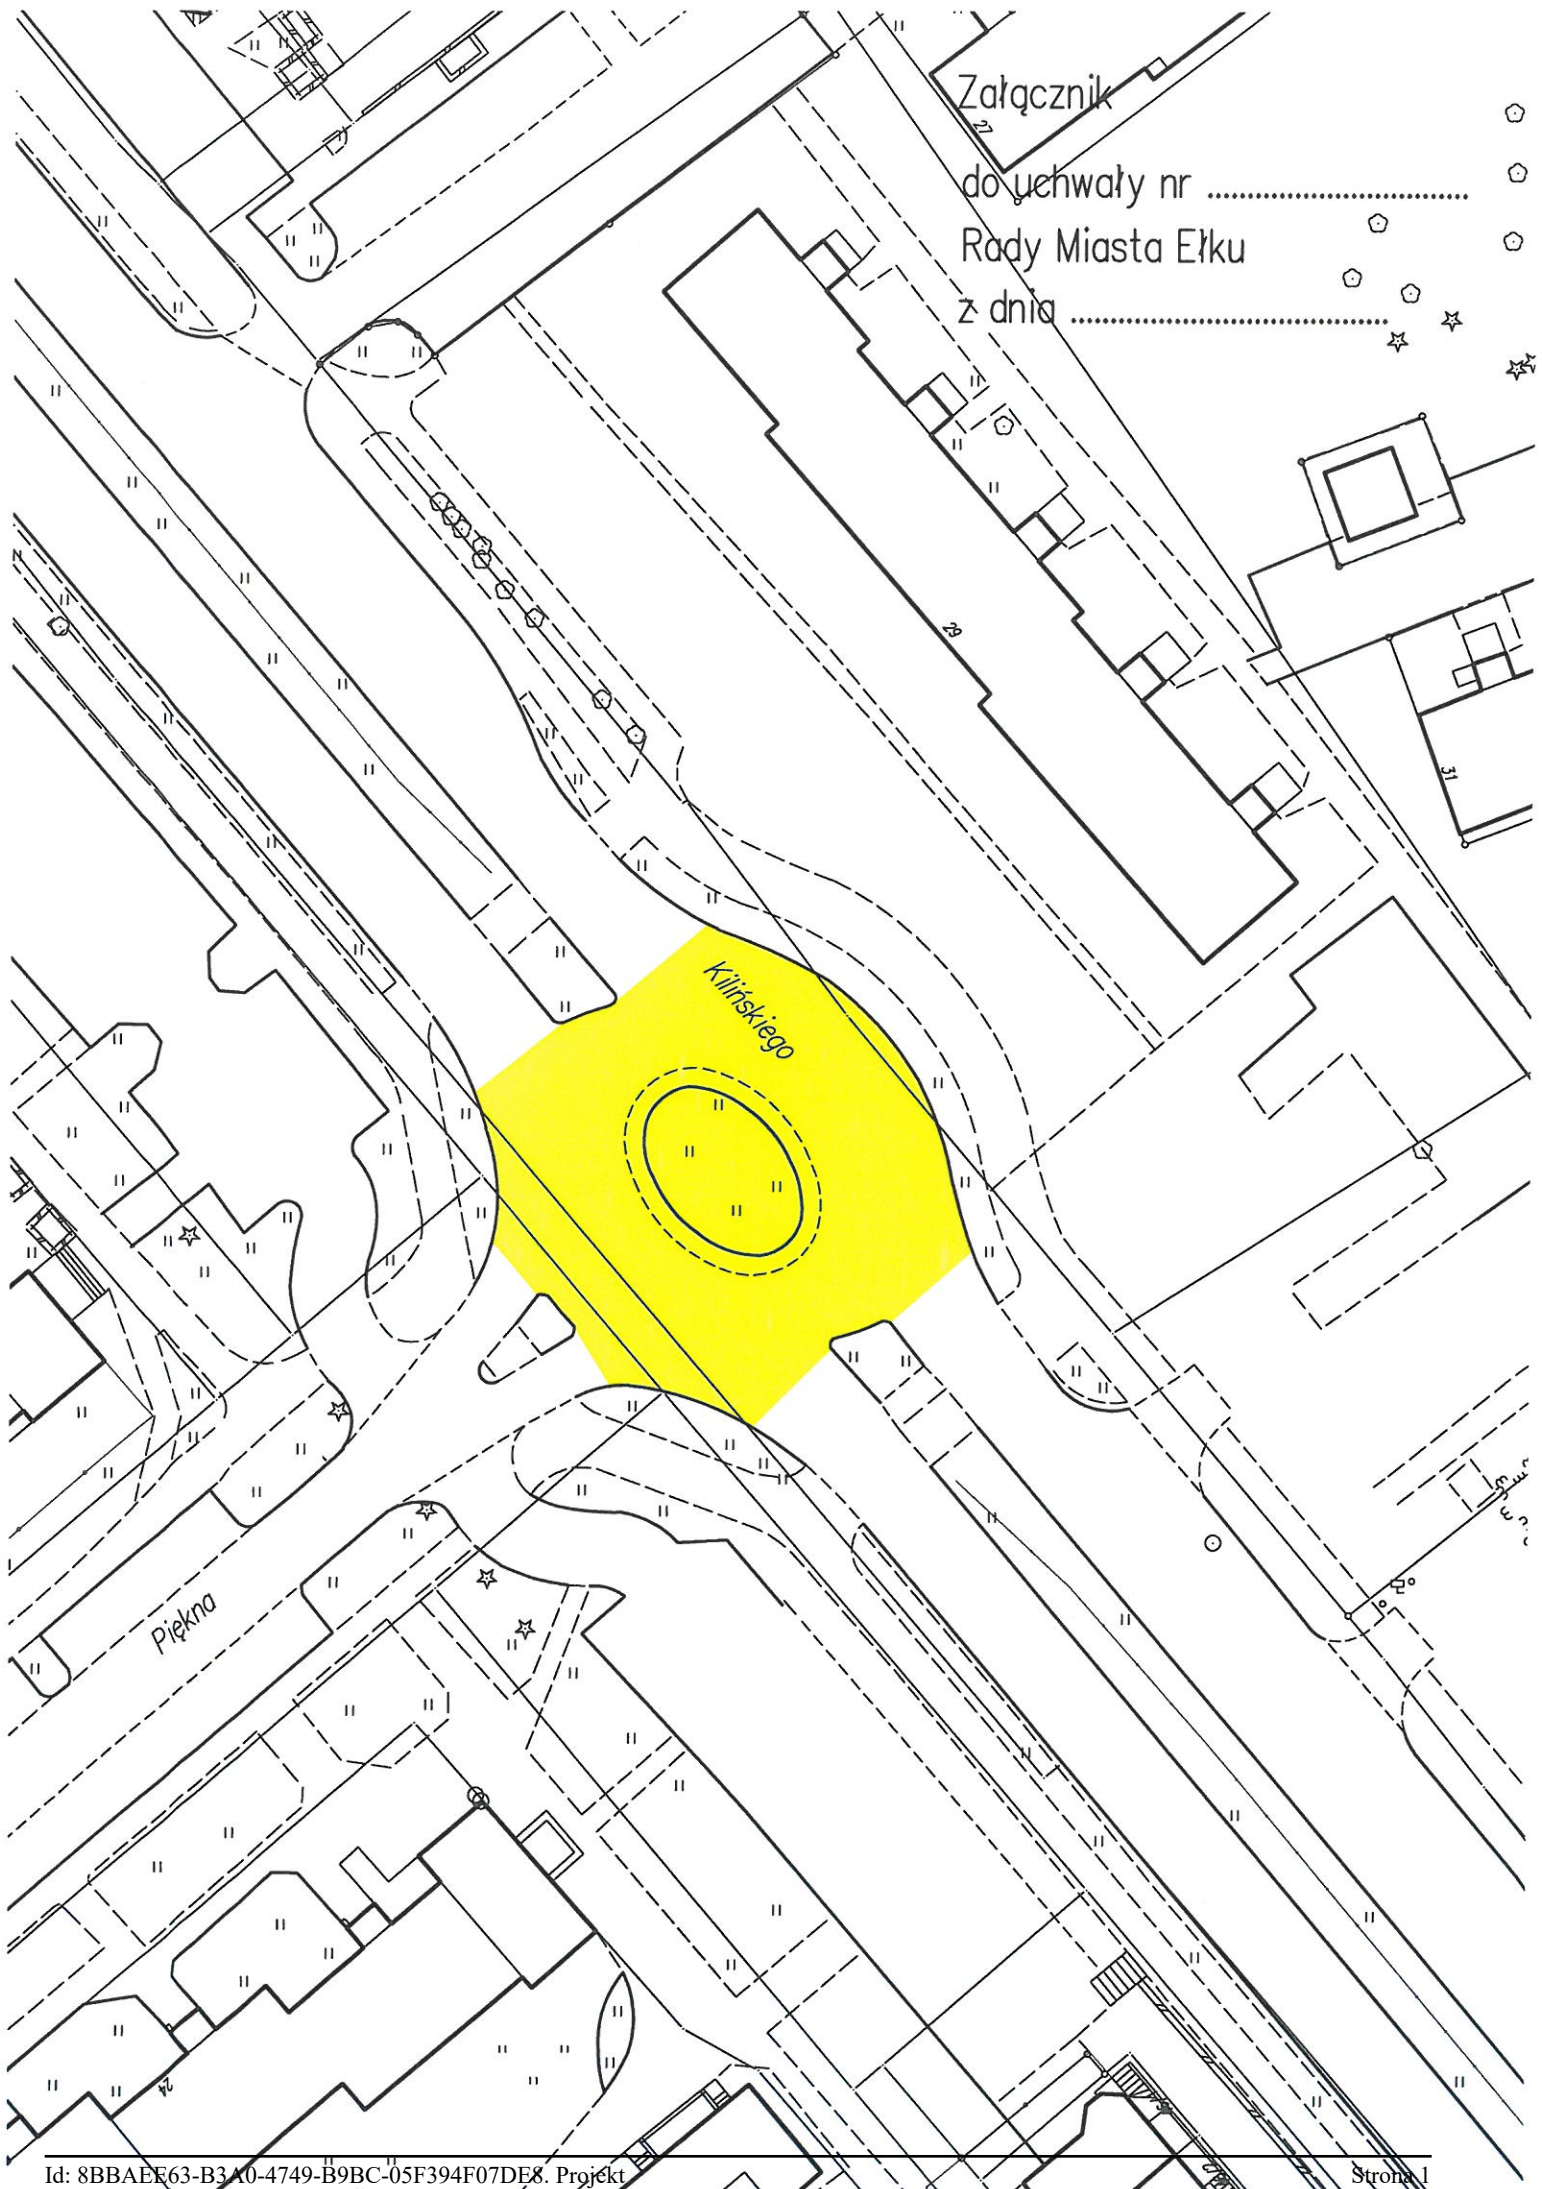 Załącznik
27
do uchwały nr ........................................
Rady Miasta Ełku
z dnia ........................................
29
31
Kilińskiego
Piękna
24
Id: 8BBAEE63-B3A0-4749-B9BC-05F394F07DE8. Projekt
Strona 1